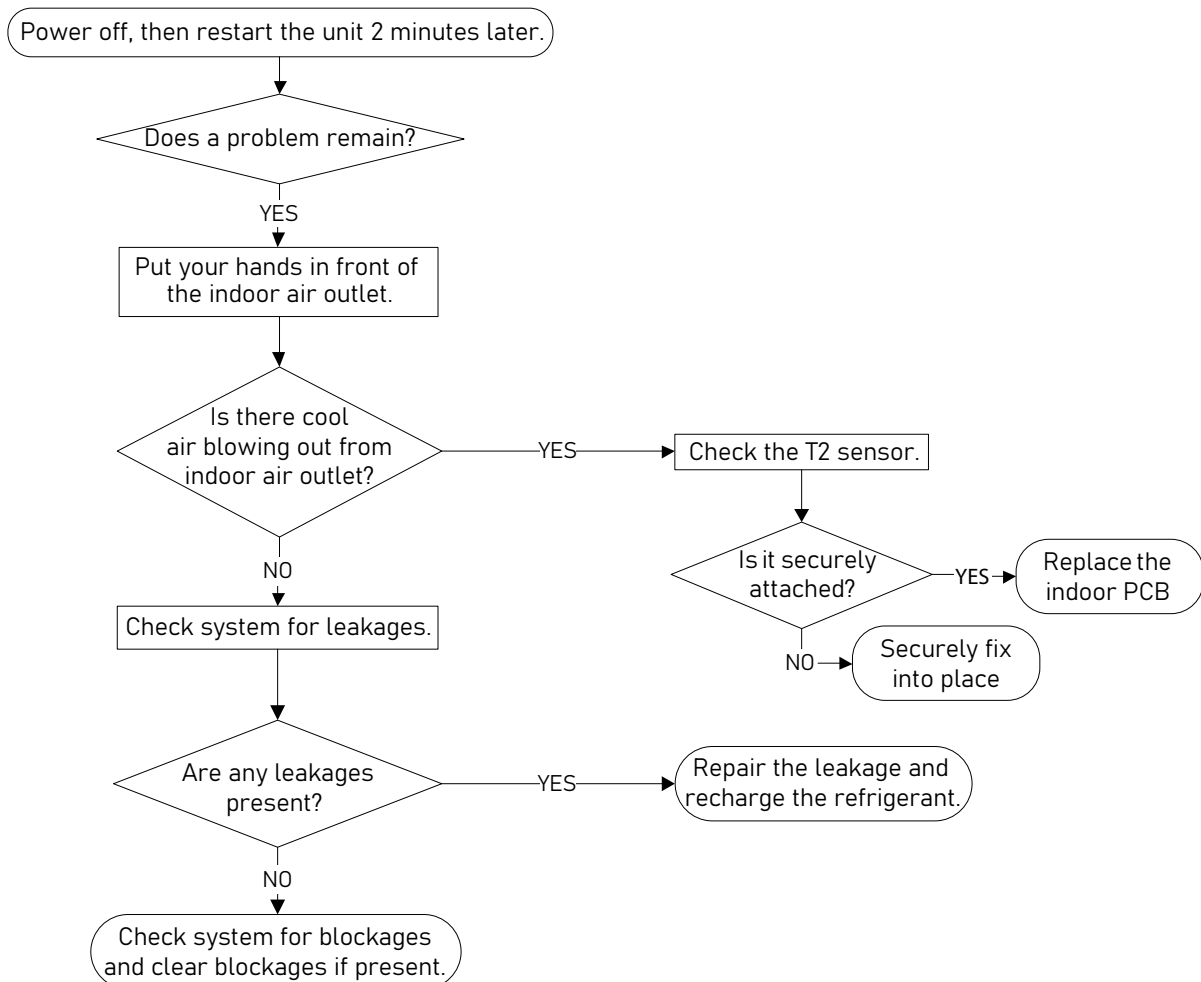 Power off, then restart the unit 2 minutes later.
Does a problem remain?
YES
Put your hands in front of
the indoor air outlet.
Is there cool
air blowing out from
indoor air outlet?
YES
Check the T2 sensor.
Is it securely
attached?
YES
Replace the
indoor PCB
NO
Securely fix
into place
NO
Check system for leakages.
Are any leakages
present?
YES
Repair the leakage and
recharge the refrigerant.
NO
Check system for blockages
and clear blockages if present.